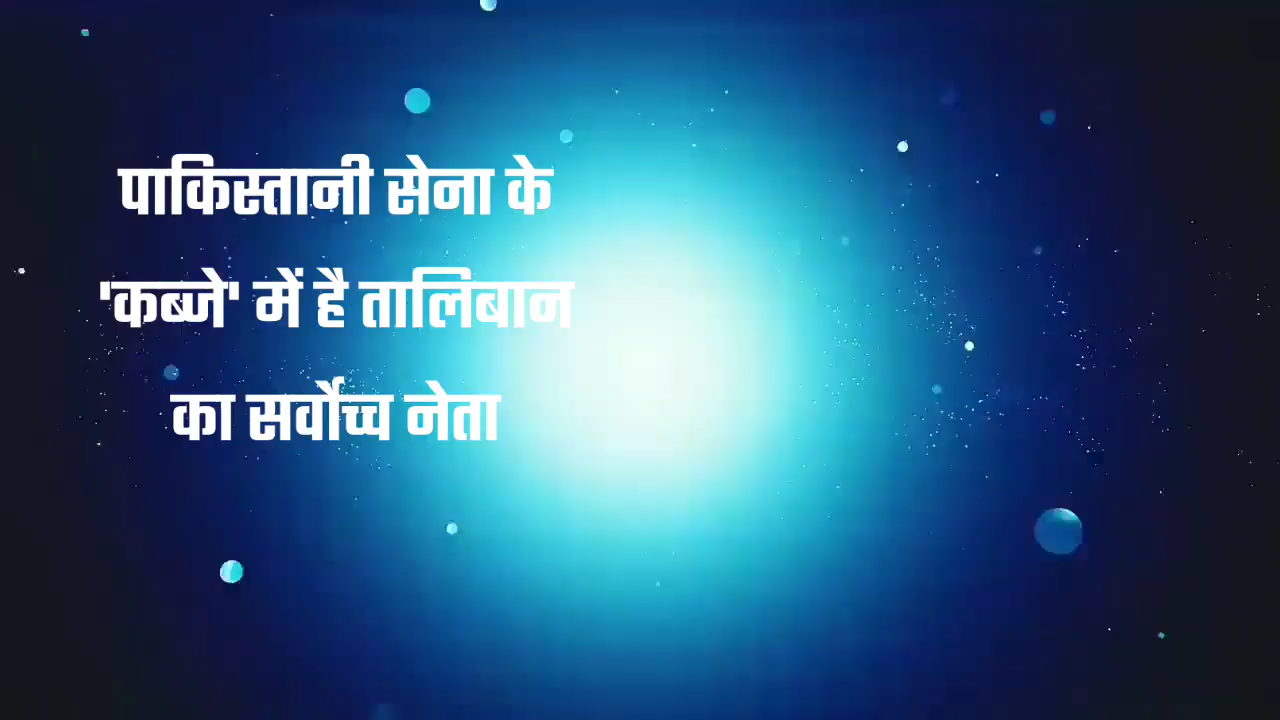 पाकिस्तानी सेना के
'कब्जे' में है तालिबान
का सर्वोच्च नेता